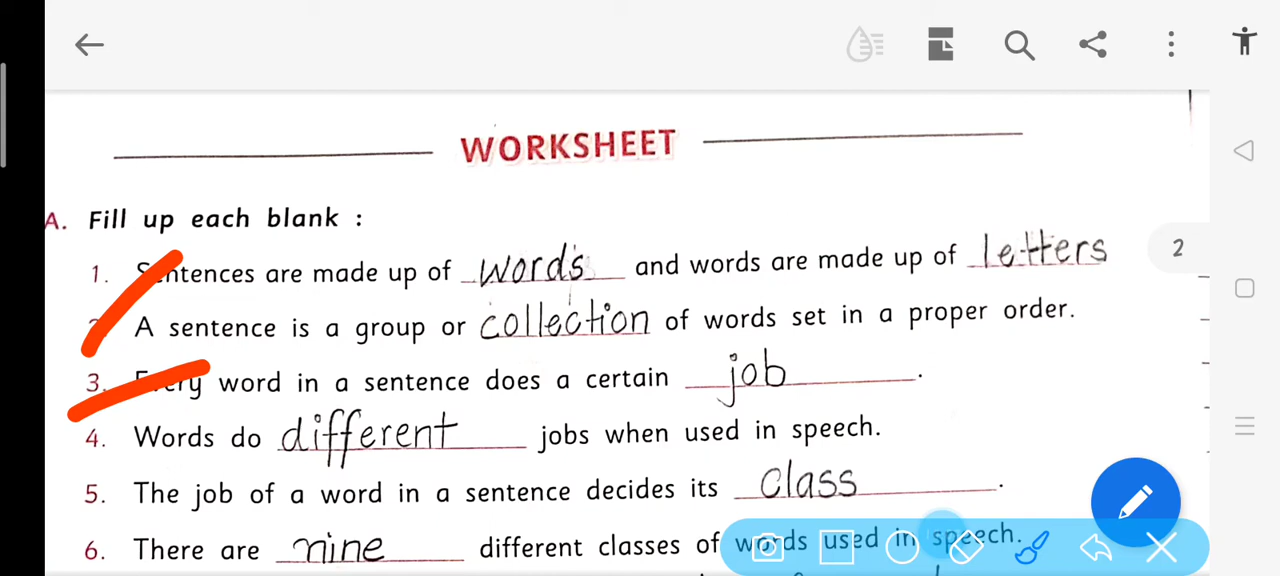 WORKSHEET
2
A. Fill up each blank :
1. Sentences are made up of words and words are made up of letters
A sentence is a group or collection of words set in a proper order.
3. Every word in a sentence does a certain job.
4. Words do different jobs when used in speech.
5. The job of a word in a sentence decides its class.
6. There are nine different classes of words used in speech.